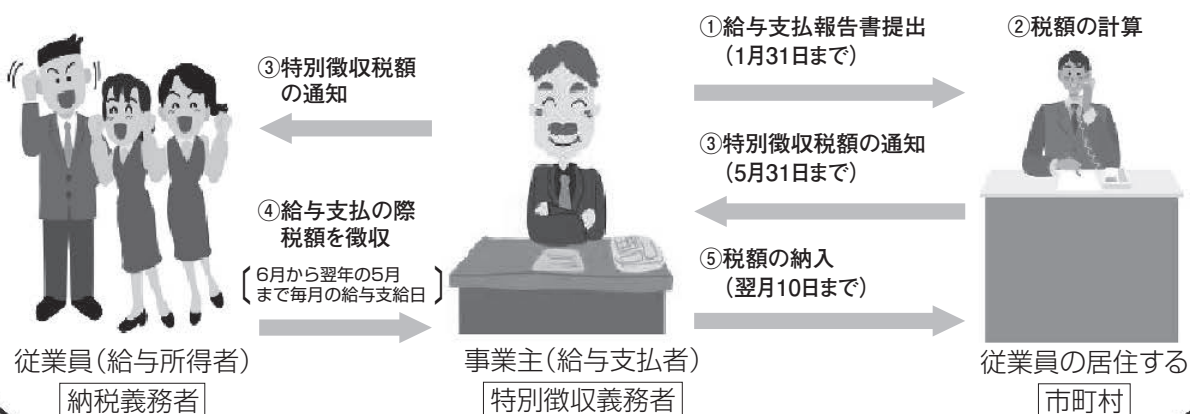 ①給与支払報告書提出
(1月31日まで)
②税額の計算
③特別徴収税額
の通知
③特別徴収税額の通知
(5月31日まで)
④給与支払の際
税額を徴収
6月から翌年の5月
まで毎月の給与支給日
⑤税額の納入
(翌月10日まで)
従業員(給与所得者)
納税義務者
事業主(給与支払者)
特別徴収義務者
従業員の居住する
市町村